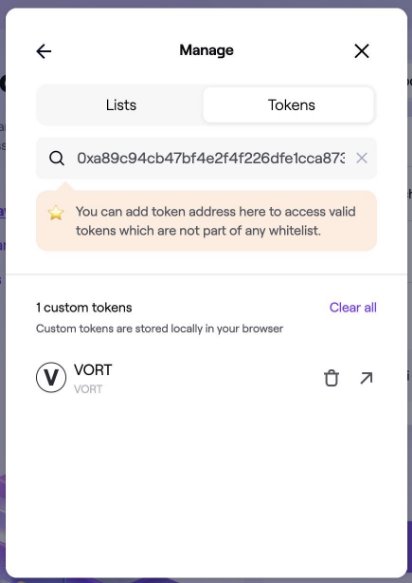 Manage
Lists
Tokens
0xa89c94cb47bf4e2f4f226dfe1cca873
You can add token address here to access valid
tokens which are not part of any whitelist.
1 custom tokens
Clear all
Custom tokens are stored locally in your browser
V
VORT
VORT